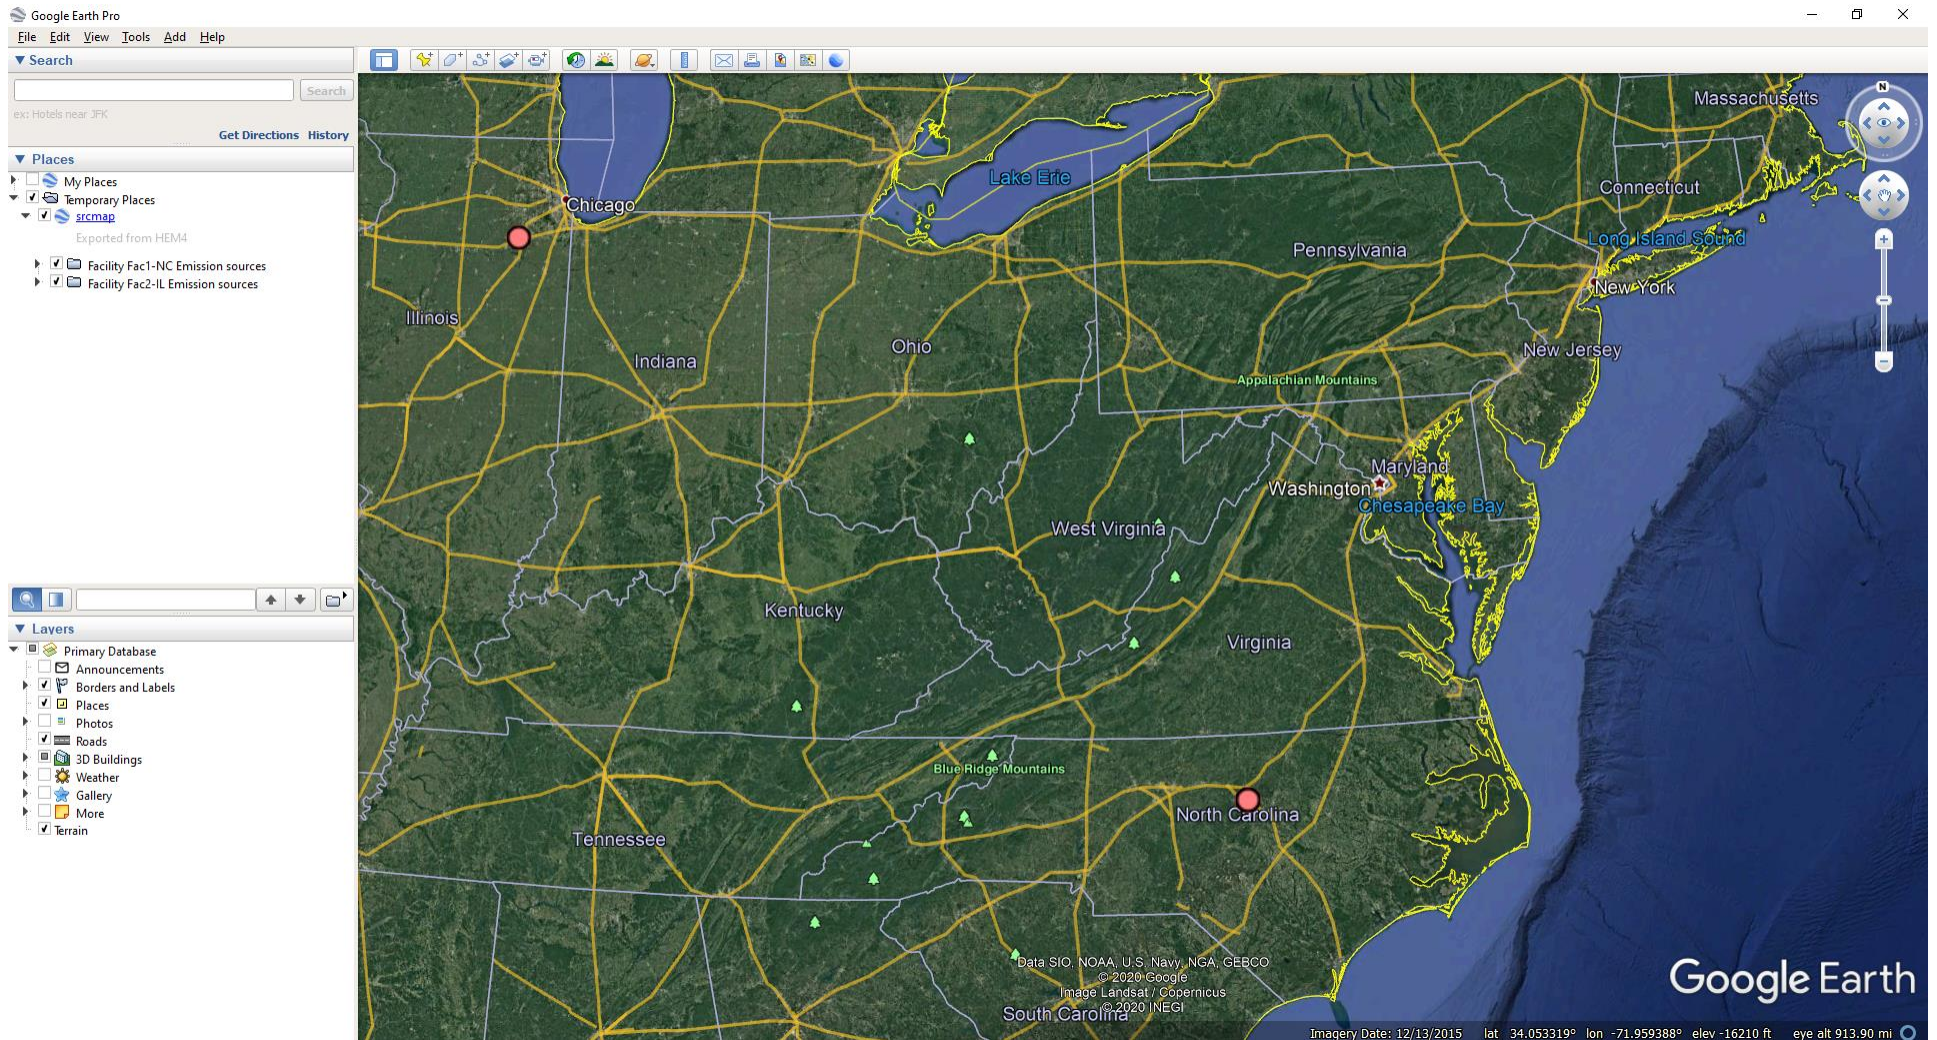 Google Earth Pro
File Edit View Tools Add Help
Search
Search
ex: Hotels near JFK
Get Directions History
Places
My Places
Temporary Places
srcmap
Exported from HEM4
Facility Fac1-NC Emission sources
Facility Fac2-IL Emission sources
Layers
Primary Database
Announcements
Borders and Labels
Places
Photos
Roads
3D Buildings
Weather
Gallery
More
Terrain
Massachusetts
N
Lake Erie
Connecticut
Chicago
Long Island Sound
Pennsylvania
New York
Illinois
Ohio
New Jersey
Indiana
Appalachian Mountains
Maryland
Washington
Chesapeake Bay
West Virginia
Kentucky
Virginia
Blue Ridge Mountains
North Carolina
Tennessee
Data SIO, NOAA, U.S. Navy, NGA, GEBCO
© 2020 Google
Image Landsat / Copernicus
© 2020 INEGI
South Carolina
Google Earth
Imagery Date: 12/13/2015 lat 34.053319° lon -71.959388° elev -16210 ft eye alt 913.90 mi